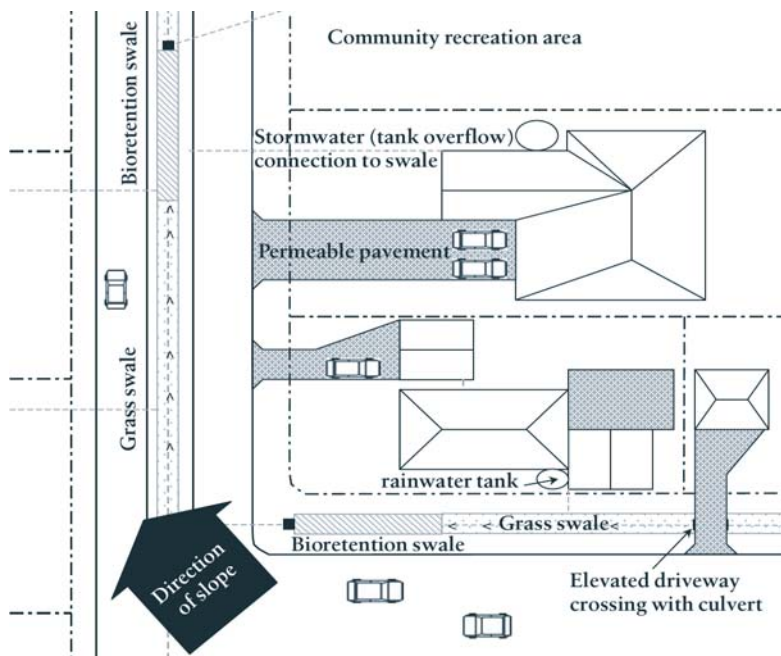 Community recreation area
Bioretention swale
Stormwater (tank overflow)
connection to swale
Permeable pavement
Grass swale
rainwater tank
Grass swale
Bioretention swale
Direction
of slope
Elevated driveway
crossing with culvert